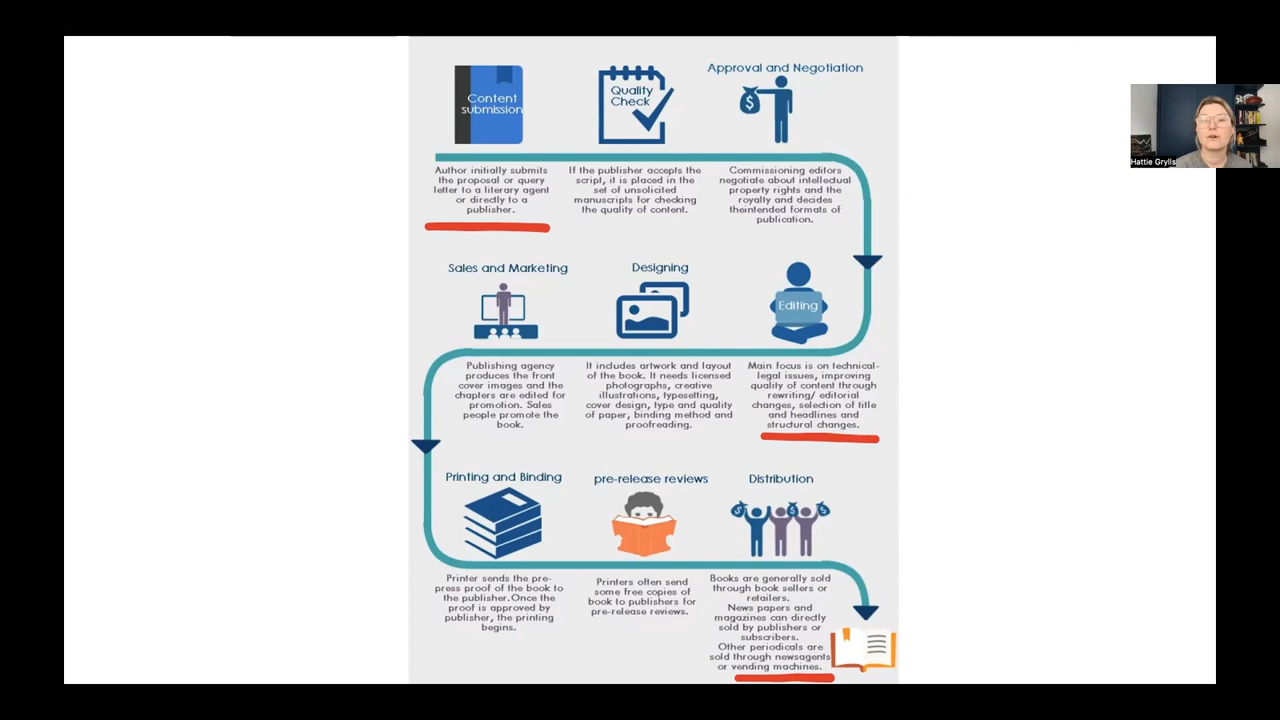 Content
submission
Quality
Check
Approval and Negotiation
$
Author initially submits
the proposal or query
letter to a literary agent
or directly to a
publisher.
If the publisher accepts the
script, it is placed in the
set of unsolicited
manuscripts for checking
the quality of content.
Commissioning editors
negotiate about intellectual
property rights and the
royalty and decides
theintended formats of
publication.
Sales and Marketing
Designing
Editing
Publishing agency
produces the front
cover images and the
chapters are edited for
promotion. Sales
people promote the
book.
It includes artwork and layout
of the book. It needs licensed
photographs, creative
illustrations, typesetting,
cover design, type and quality
of paper, binding method and
proofreading.
Main focus is on technical-
legal issues, improving
quality of content through
rewriting/ editorial
changes, selection of title
and headlines and
structural changes.
Printing and Binding
pre-release reviews
Distribution
$ $ $
Printer sends the pre-
press proof of the book to
the publisher.Once the
proof is approved by
publisher, the printing
begins.
Printers often send
some free copies of
book to publishers for
pre-release reviews.
Books are generally sold
through book sellers or
retailers.
News papers and
magazines can directly
sold by publishers or
subscribers.
Other periodicals are
sold through newsagents
or vending machines.
Hattie Grylls